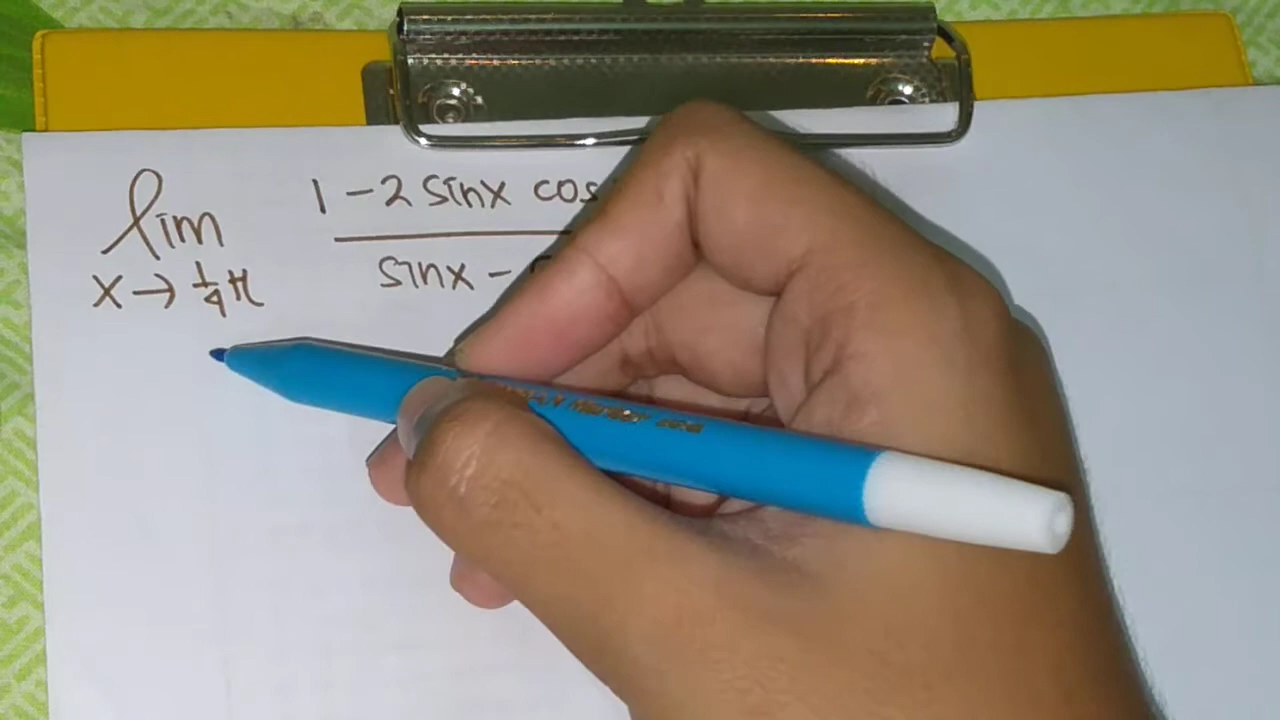 lim 1-2 sinx cos
x→¼π sinx -